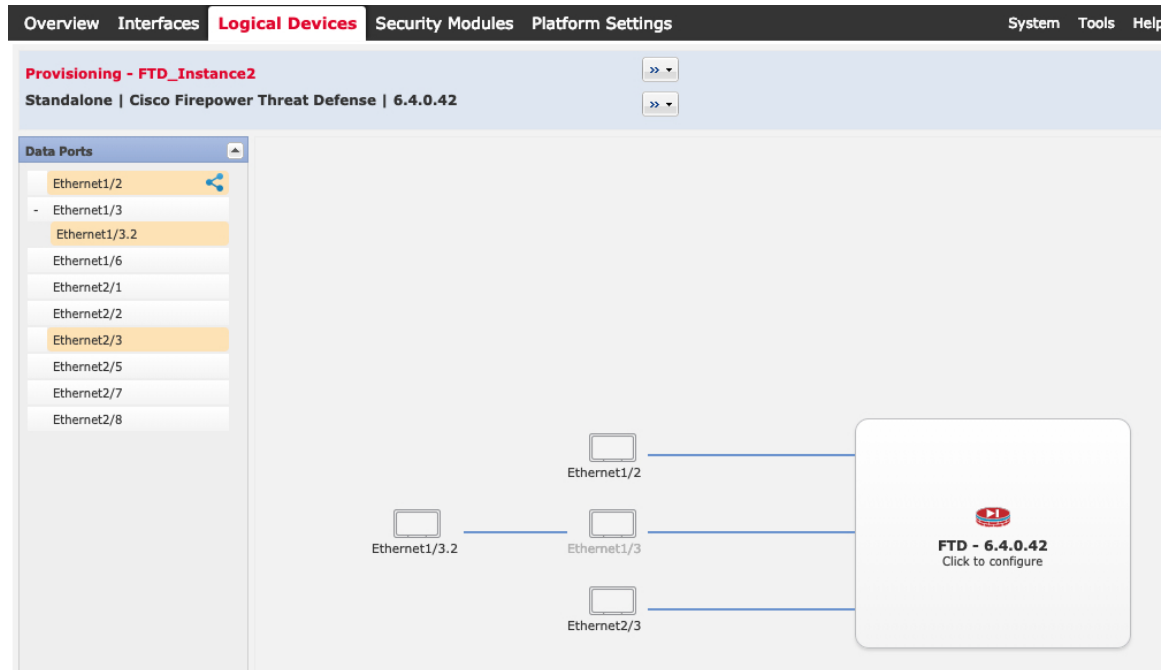 Overview Interfaces Logical Devices Security Modules Platform Settings System Tools Help
Provisioning - FTD_Instance2
Standalone | Cisco Firepower Threat Defense | 6.4.0.42
Data Ports
Ethernet1/2
- Ethernet1/3
Ethernet1/3.2
Ethernet1/6
Ethernet2/1
Ethernet2/2
Ethernet2/3
Ethernet2/5
Ethernet2/7
Ethernet2/8
Ethernet1/2
Ethernet1/3.2
Ethernet1/3
Ethernet2/3
FTD - 6.4.0.42
Click to configure